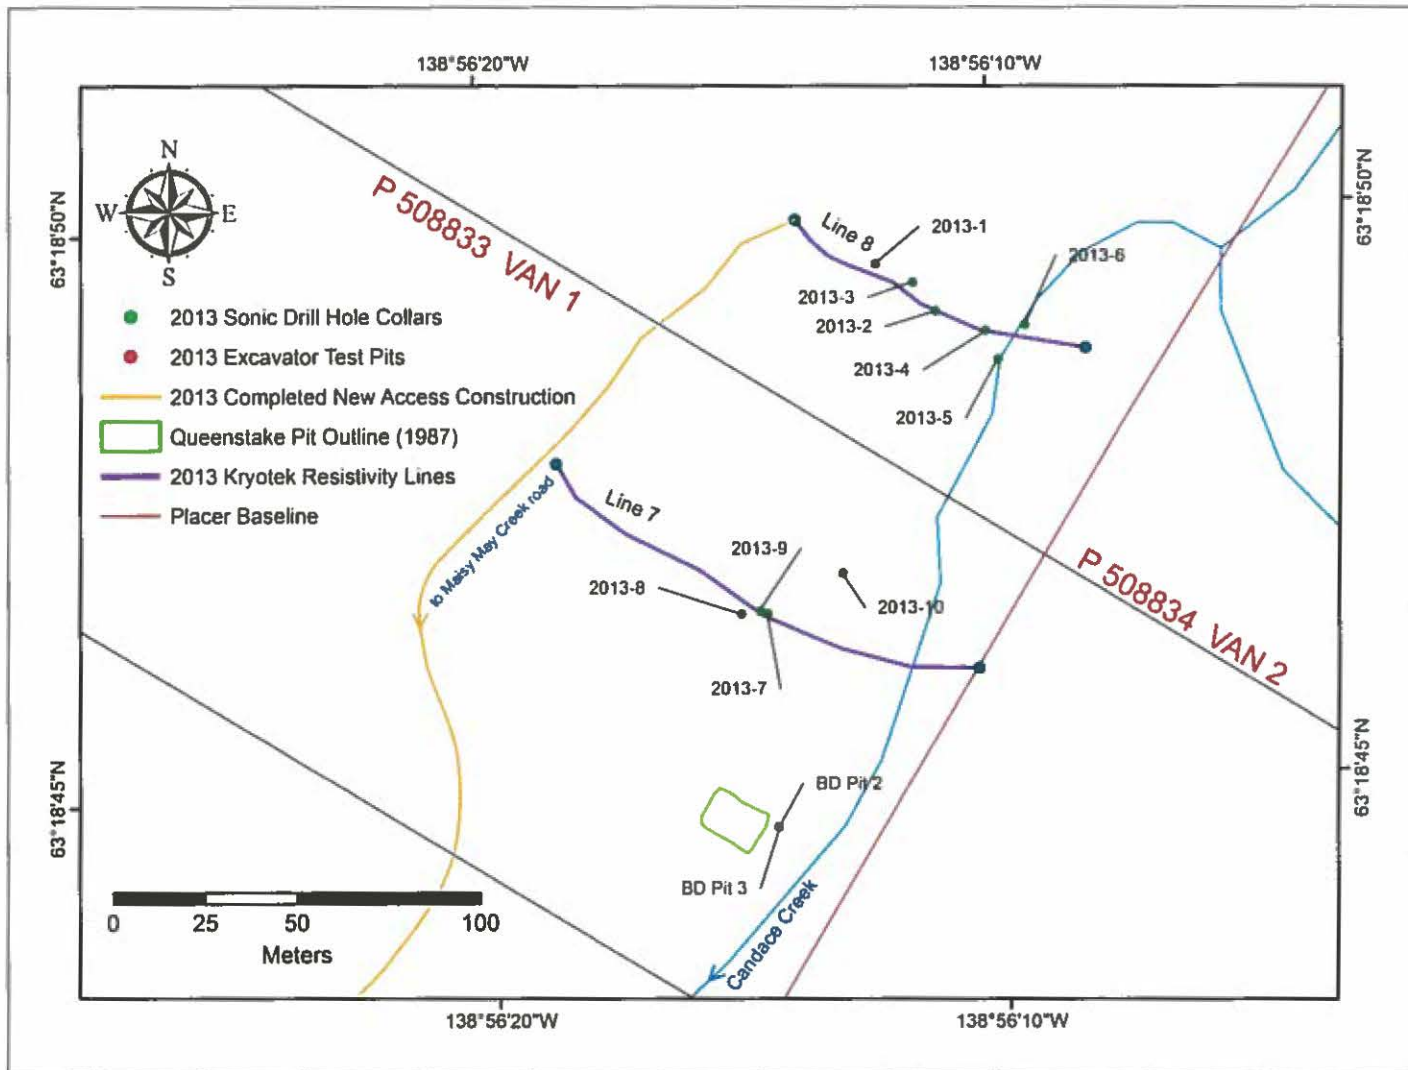 138°56'20"W
138°56'10"W
63°18'50"N
63°18'50"N
N
W
E
S
P 508833 VAN 1
Line 8
2013-1
2013-6
2013-3
2013-2
2013-4
2013-5
2013 Sonic Drill Hole Collars
2013 Excavator Test Pits
2013 Completed New Access Construction
Queenstake Pit Outline (1987)
2013 Kryotek Resistivity Lines
Placer Baseline
to Maisy May Creek road
Line 7
2013-9
2013-8
2013-10
2013-7
P 508834 VAN 2
63°18'45"N
63°18'45"N
BD Pit 2
BD Pit 3
Candace Creek
0 25 50 100
Meters
138°56'20"W
138°56'10"W